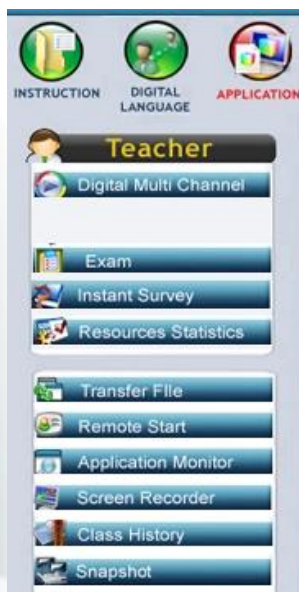 INSTRUCTION
DIGITAL
LANGUAGE
APPLICATION
Teacher
Digital Multi Channel
Exam
Instant Survey
Resources Statistics
Transfer FIle
Remote Start
Application Monitor
Screen Recorder
Class History
Snapshot